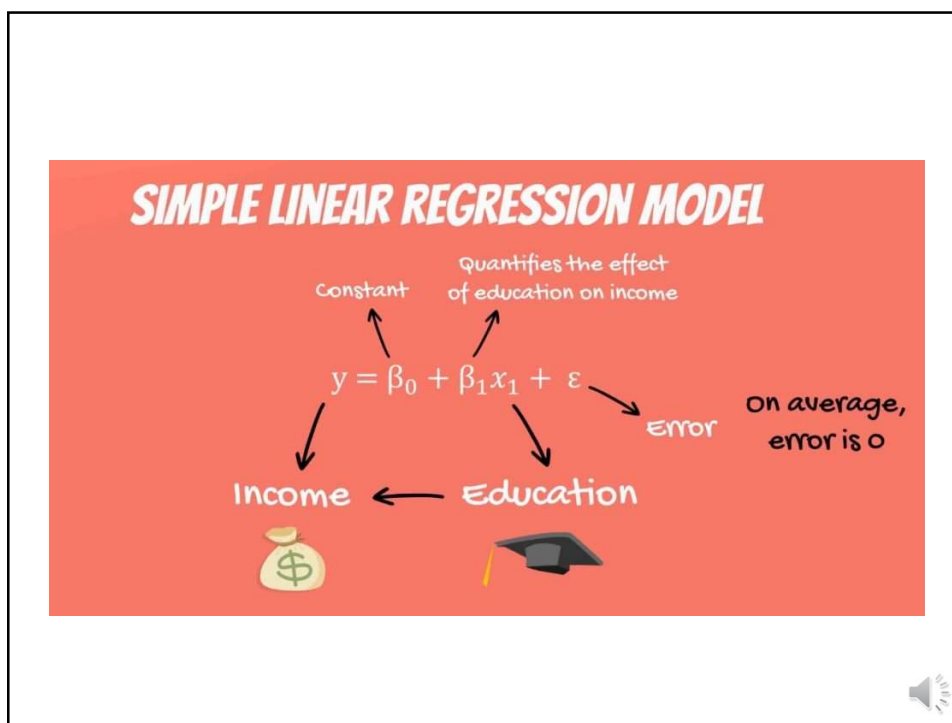 SIMPLE LINEAR REGRESSION MODEL
Quantifies the effect
of education on income
Constant
y = β₀ + β₁x₁ + ε
Error
on average,
error is 0
Income
Education
$